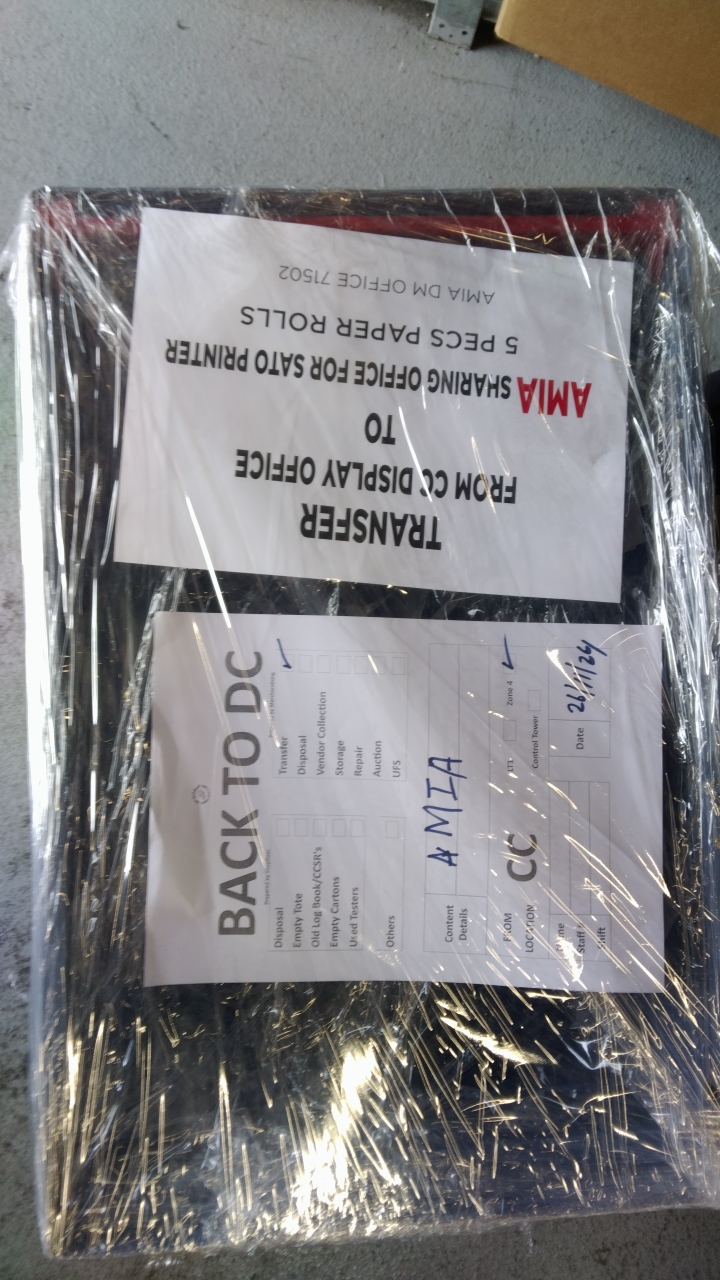 TRANSFER
FROM CC DISPLAY OFFICE
TO
AMIA SHARING OFFICE FOR SATO PRINTER
5 PECS PAPER ROLLS
AMIA DM OFFICE 71502
BACK TO DC
Disposal
Empty Tote
Old Log Book/CCSR's
Empty Cartons
Used Testers
Others
Transfer ✓
Disposal
Vendor Collection
Storage
Repair
Auction
UFS
Content Details
AMIA
FROM LOCATION
CC
Zone 4 ✓
Control Tower
Date 26/11/24
Staff
Shift